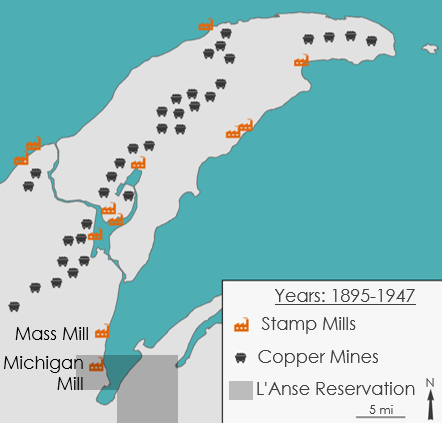 Mass Mill
Michigan
Mill
Years: 1895-1947
Stamp Mills
Copper Mines
L'Anse Reservation
N
5 mi